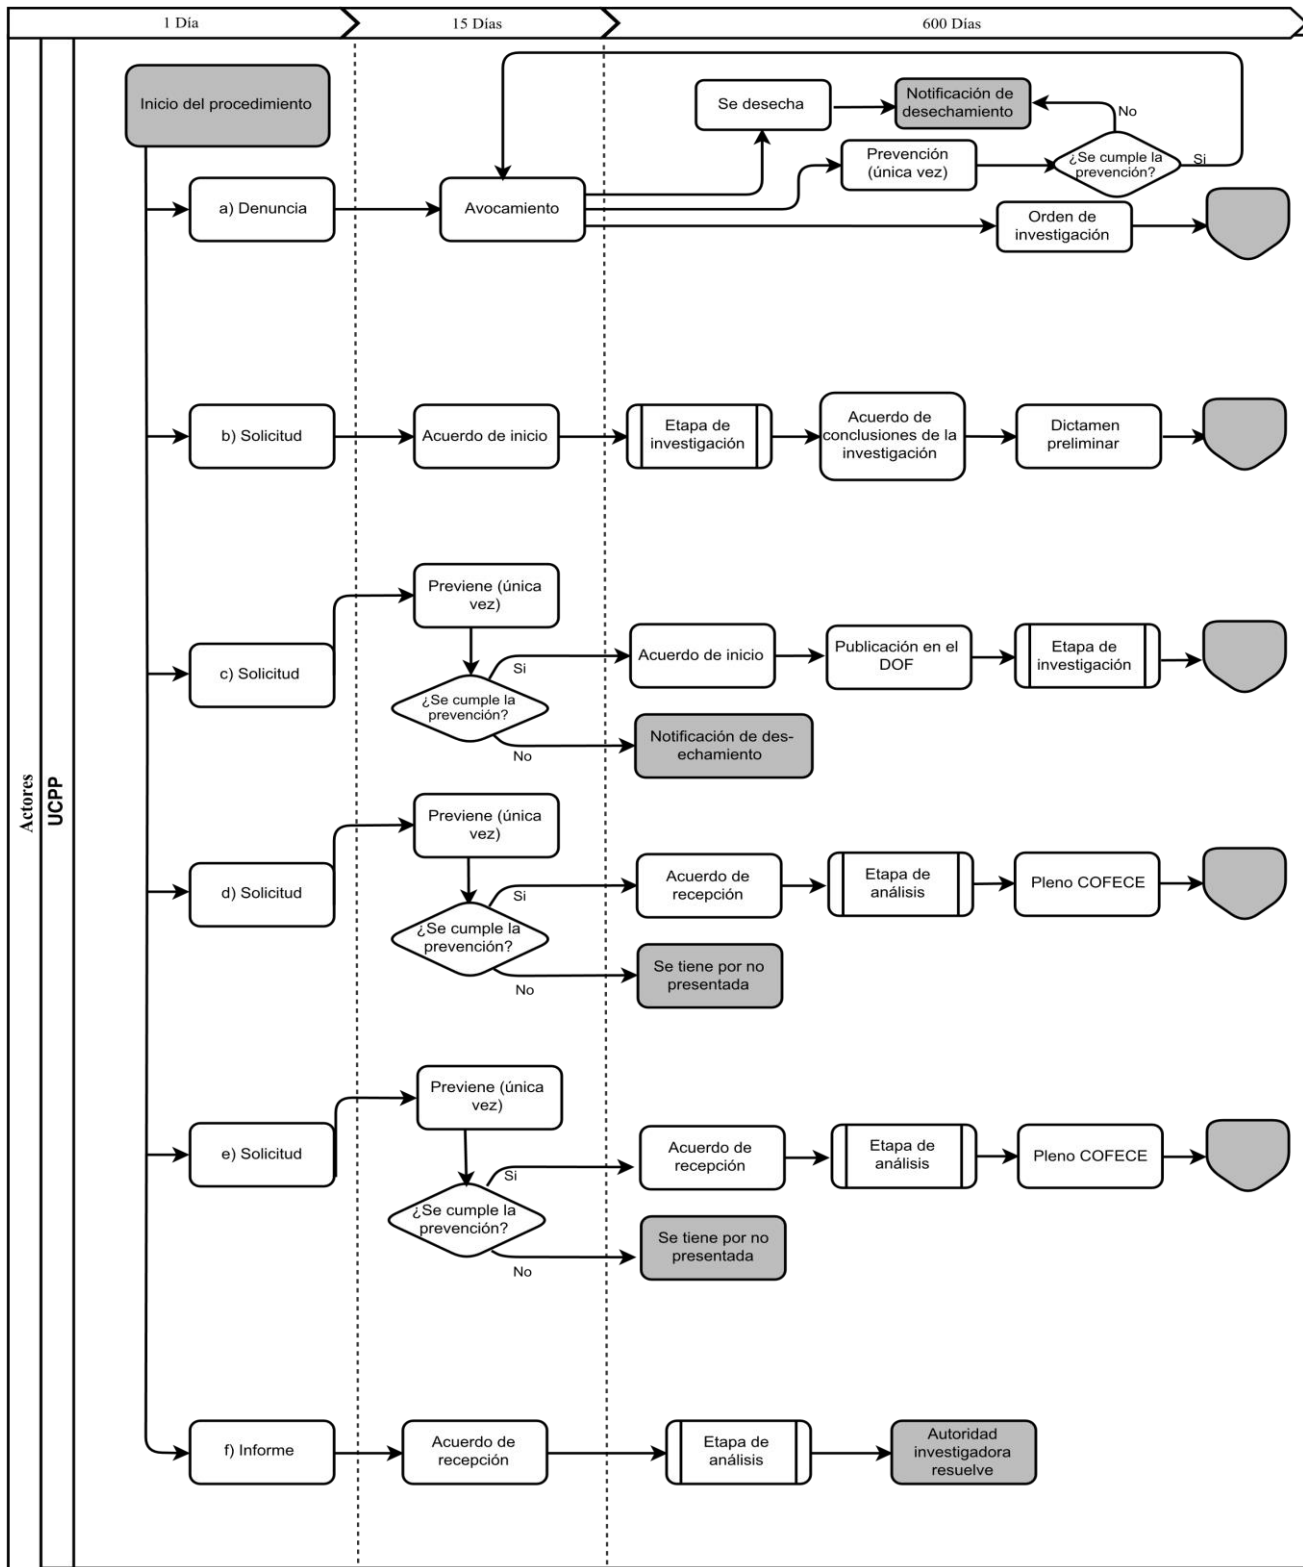 1 Día
15 Días
600 Días
Actores
UCPP
Inicio del procedimiento
Se desecha
Notificación de
desechamiento
No
Prevención
(única vez)
¿Se cumple la
prevención?
Si
a) Denuncia
Avocamiento
Orden de
investigación
b) Solicitud
Acuerdo de inicio
Etapa de
investigación
Acuerdo de
conclusiones de la
investigación
Dictamen
preliminar
c) Solicitud
Previene (única
vez)
¿Se cumple la
prevención?
Si
Acuerdo de inicio
Publicación en el
DOF
Etapa de
investigación
No
Notificación de des-
echamiento
d) Solicitud
Previene (única
vez)
¿Se cumple la
prevención?
Si
Acuerdo de
recepción
Etapa de
análisis
Pleno COFECE
No
Se tiene por no
presentada
e) Solicitud
Previene (única
vez)
¿Se cumple la
prevención?
Si
Acuerdo de
recepción
Etapa de
análisis
Pleno COFECE
No
Se tiene por no
presentada
f) Informe
Acuerdo de
recepción
Etapa de
análisis
Autoridad
investigadora
resuelve